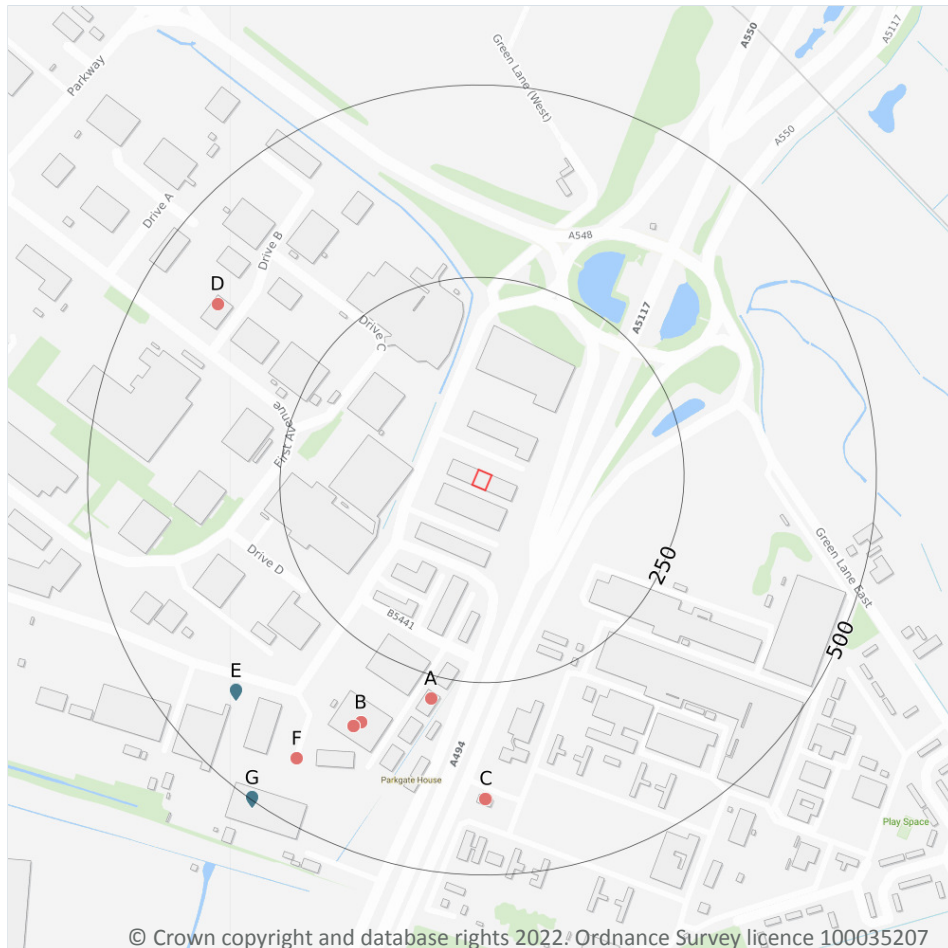 Green Lane (West)
A550
A5117
Parkway
A550
Drive A
Drive B
A548
D
A5117
Drive C
First Avenue
Drive D
250
Green Lane East
B5441
500
E
A
B
F
A494
G
Parkgate House
C
Play Space
© Crown copyright and database rights 2022. Ordnance Survey licence 100035207